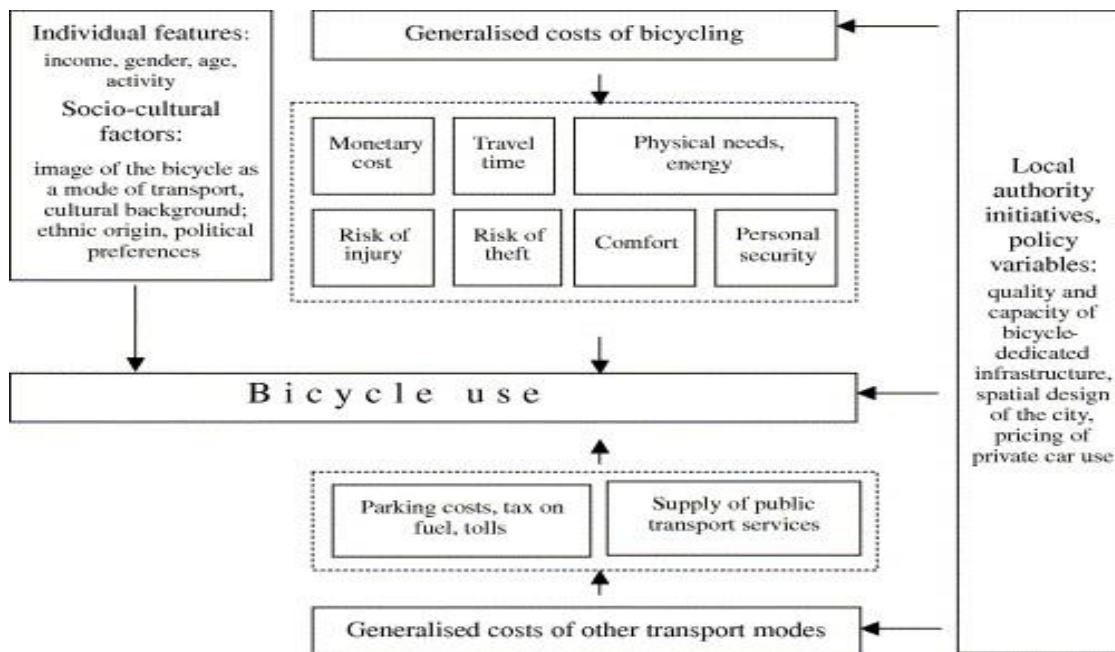 Individual features:
income, gender, age,
activity
Socio-cultural
factors:
image of the bicycle as
a mode of transport,
cultural background;
ethnic origin, political
preferences
Generalised costs of bicycling
Monetary
cost
Travel
time
Physical needs,
energy
Risk of
injury
Risk of
theft
Comfort
Personal
security
Bicycle use
Parking costs, tax on
fuel, tolls
Supply of public
transport services
Generalised costs of other transport modes
Local
authority
initiatives,
policy
variables:
quality and
capacity of
bicycle-
dedicated
infrastructure,
spatial design
of the city,
pricing of
private car use